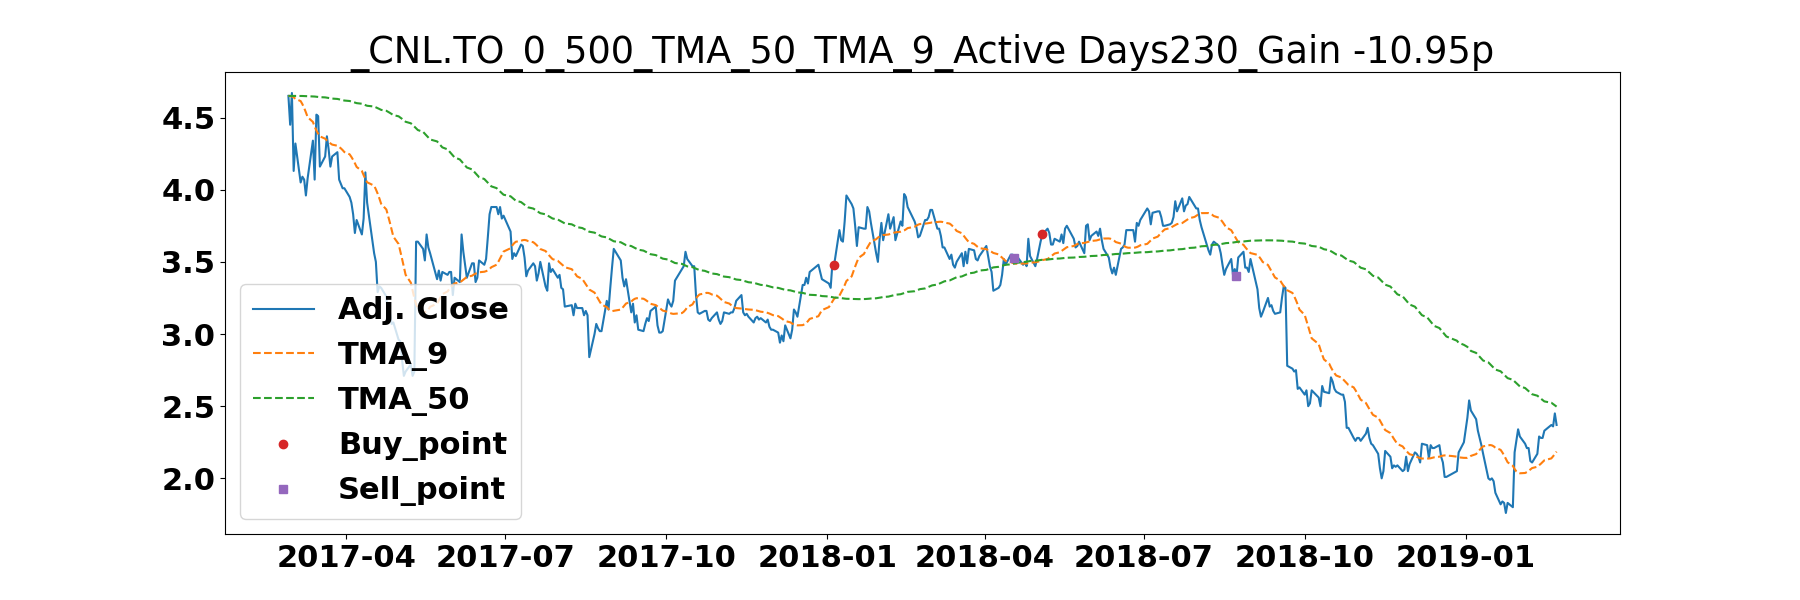 _CNL.TO_0_500_TMA_50_TMA_9_Active Days230_Gain -10.95p
4.5
4.0
3.5
3.0
2.5
2.0
Adj. Close
TMA_9
TMA_50
Buy_point
Sell_point
2017-04 2017-07 2017-10 2018-01 2018-04 2018-07 2018-10 2019-01